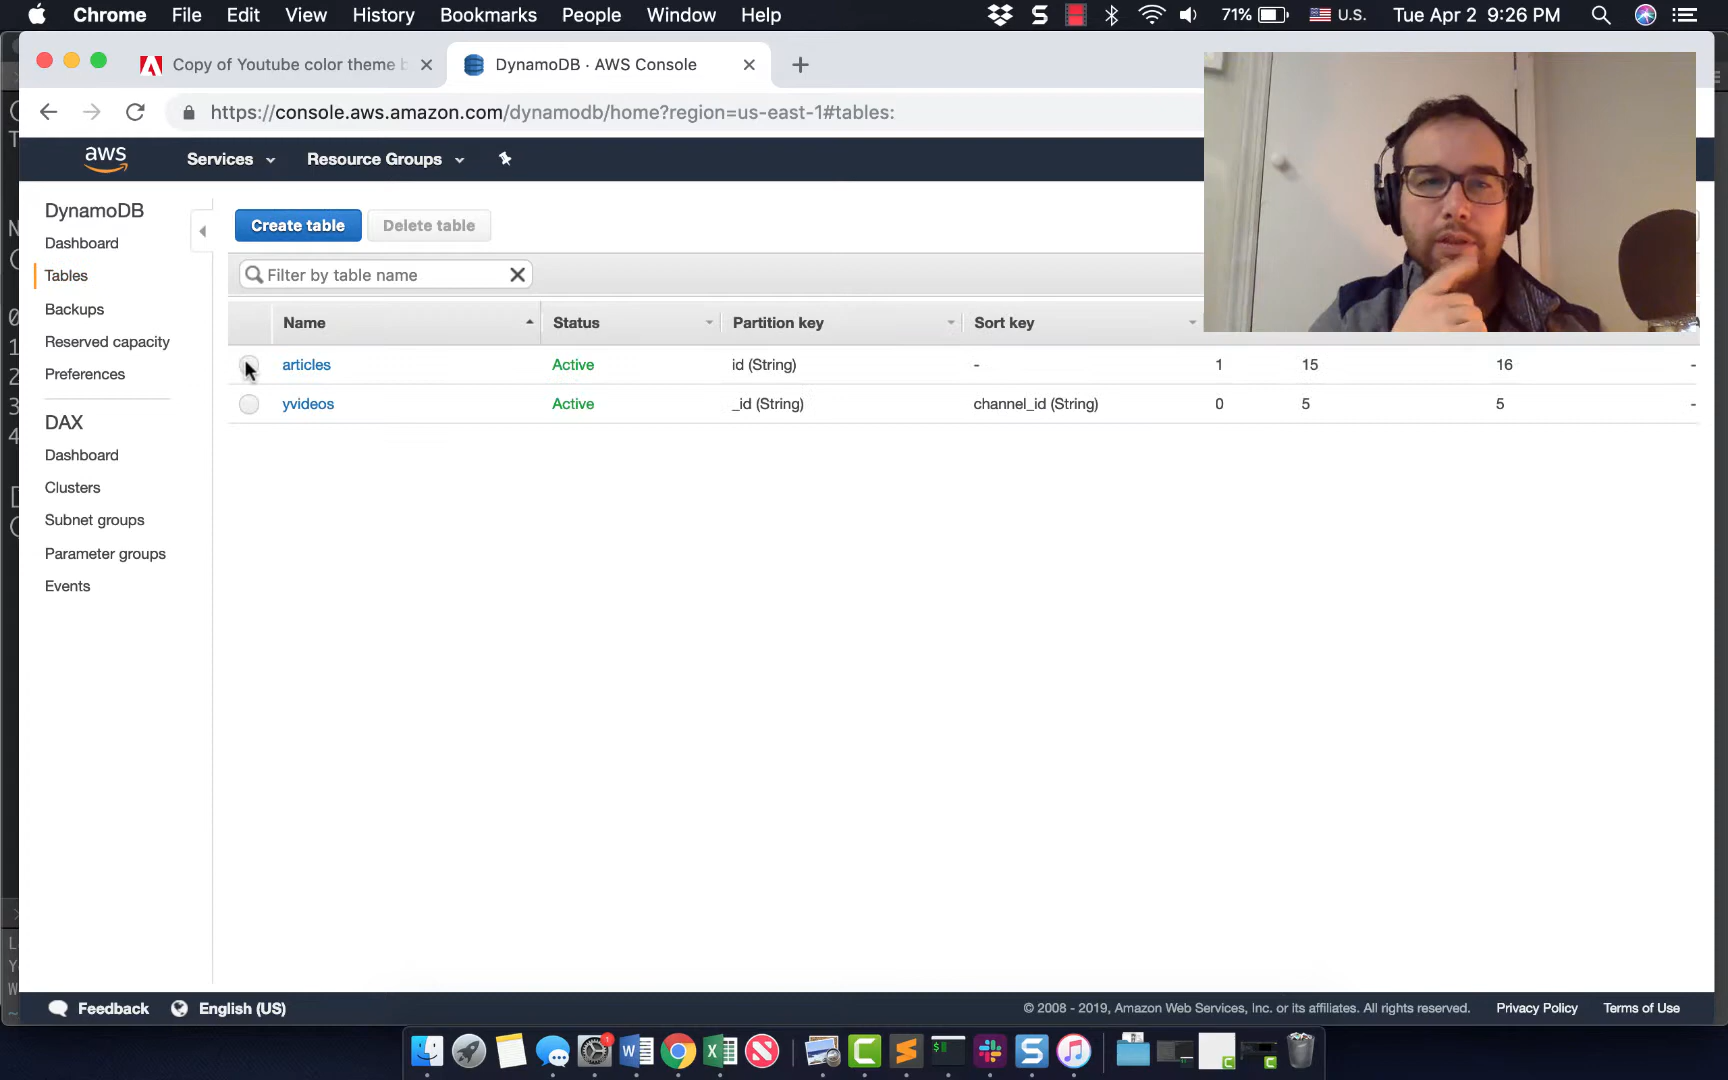 Chrome File Edit View History Bookmarks People Window Help 71% U.S. Tue Apr 2 9:26 PM
Copy of Youtube color theme b
DynamoDB · AWS Console
https://console.aws.amazon.com/dynamodb/home?region=us-east-1#tables:
aws Services Resource Groups
DynamoDB
Dashboard
Tables
Backups
Reserved capacity
Preferences
DAX
Dashboard
Clusters
Subnet groups
Parameter groups
Events
Create table Delete table
Filter by table name
Name Status Partition key Sort key
articles Active id (String) - 1 15 16 -
yvideos Active _id (String) channel_id (String) 0 5 5 -
Feedback English (US) © 2008 - 2019, Amazon Web Services, Inc. or its affiliates. All rights reserved. Privacy Policy Terms of Use